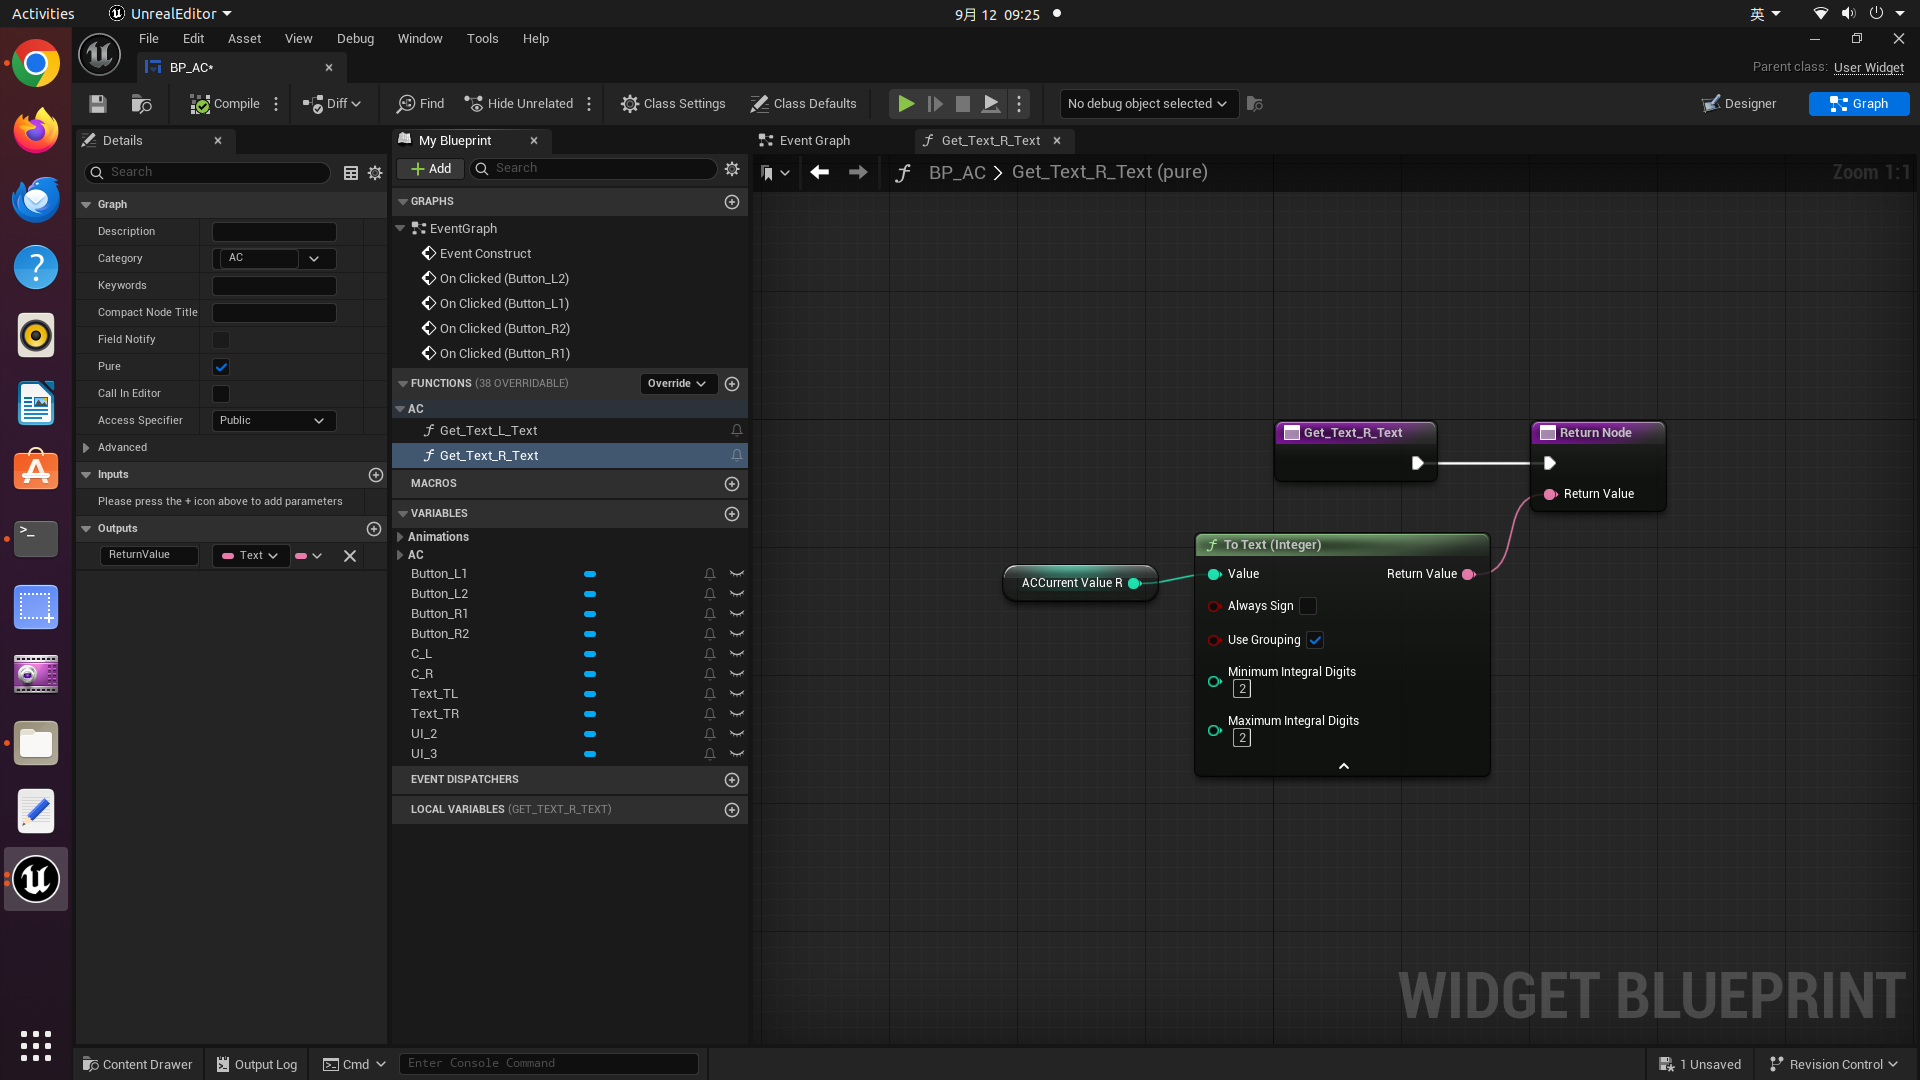 Activities
UnrealEditor
9月 12 09:25
英
File Edit Asset View Debug Window Tools Help
BP_AC*
Parent class: User Widget
Compile
Diff
Find
Hide Unrelated
Class Settings
Class Defaults
No debug object selected
Designer
Graph
Details
Search
Graph
Description
Category AC
Keywords
Compact Node Title
Field Notify
Pure
Call In Editor
Access Specifier Public
Advanced
Inputs
Please press the + icon above to add parameters
Outputs
ReturnValue Text
My Blueprint
Add
Search
GRAPHS
EventGraph
Event Construct
On Clicked (Button_L2)
On Clicked (Button_L1)
On Clicked (Button_R2)
On Clicked (Button_R1)
FUNCTIONS (38 OVERRIDABLE) Override
AC
Get_Text_L_Text
Get_Text_R_Text
MACROS
VARIABLES
Animations
AC
Button_L1
Button_L2
Button_R1
Button_R2
C_L
C_R
Text_TL
Text_TR
UI_2
UI_3
EVENT DISPATCHERS
LOCAL VARIABLES (GET_TEXT_R_TEXT)
Event Graph
Get_Text_R_Text
BP_AC > Get_Text_R_Text (pure)
Zoom 1:1
Get_Text_R_Text
Return Node
Return Value
To Text (Integer)
ACCurrent Value R
Value
Return Value
Always Sign
Use Grouping
Minimum Integral Digits
2
Maximum Integral Digits
2
WIDGET BLUEPRINT
Content Drawer
Output Log
Cmd
Enter Console Command
1 Unsaved
Revision Control